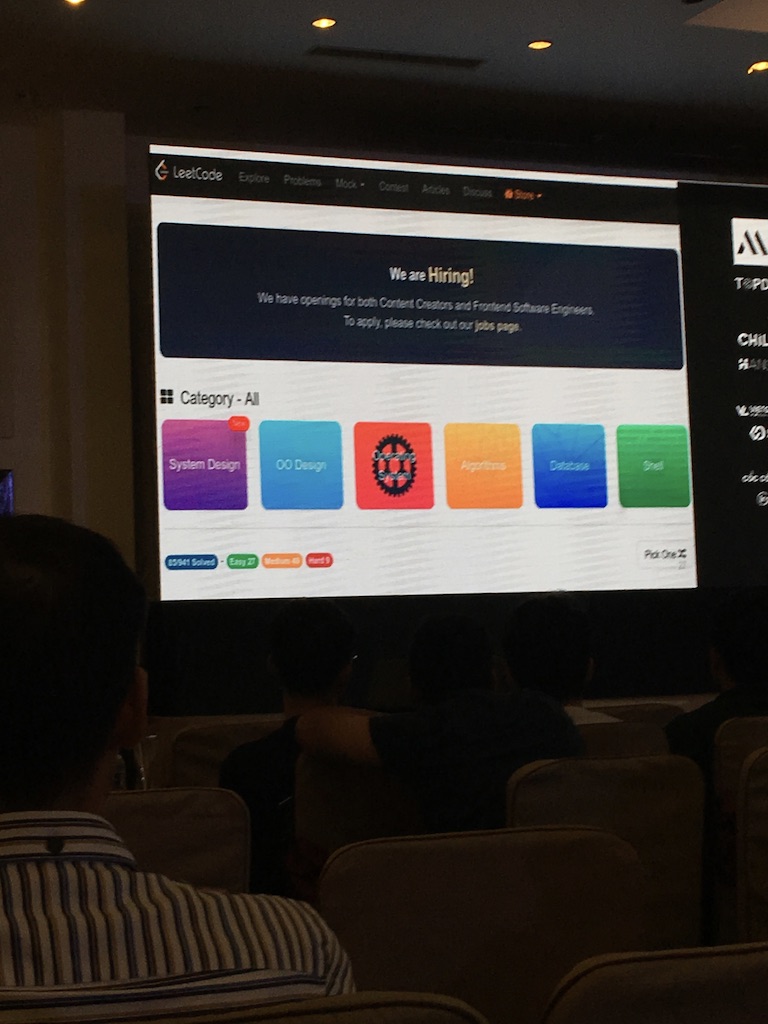 LeetCode Explore Problems Mock Contest Articles Discuss Store
We are Hiring!
We have openings for both Content Creators and Frontend Software Engineers.
To apply, please check out our jobs page.
Category - All
New
System Design OO Design Operating System Algorithms Database Shell
85/941 Solved - Easy 27 Medium 49 Hard 9
Pick One
TOPD
CHIL
HAN